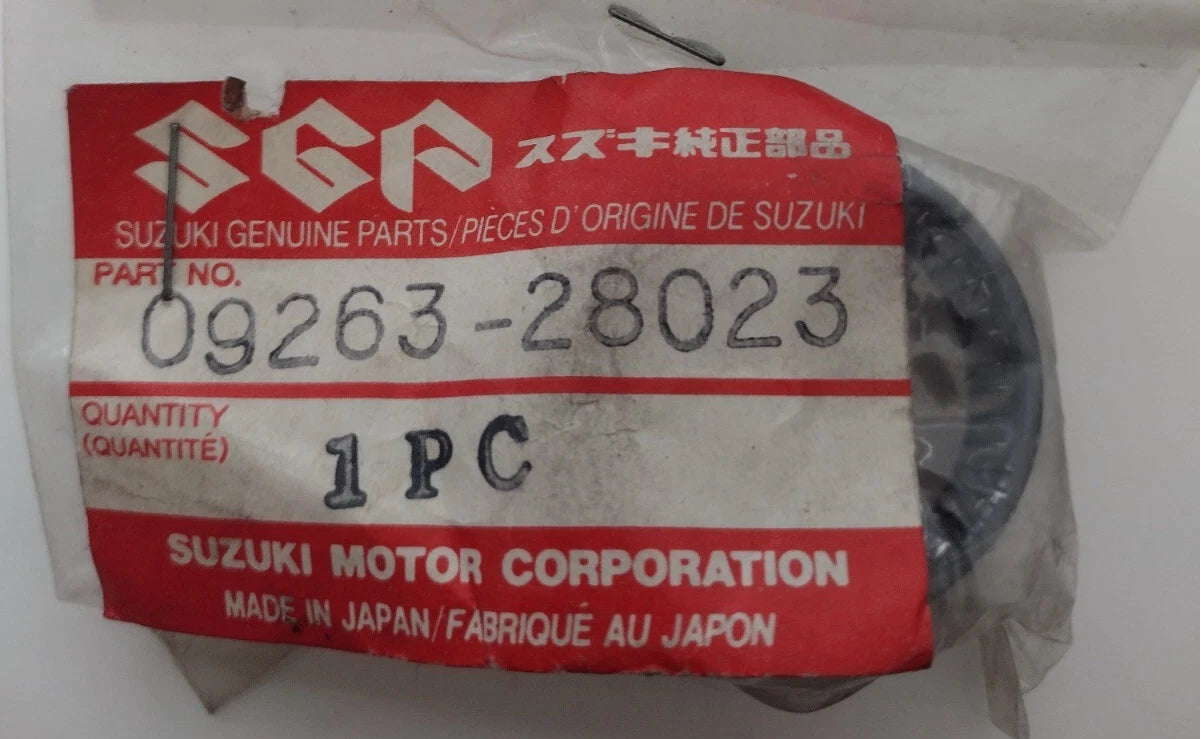 SGP スズキ純正部品
SUZUKI GENUINE PARTS/PIÈCES D'ORIGINE DE SUZUKI
PART NO.
09263-28023
QUANTITY
(QUANTITÉ)
1PC
SUZUKI MOTOR CORPORATION
MADE IN JAPAN/FABRIQUÉ AU JAPON